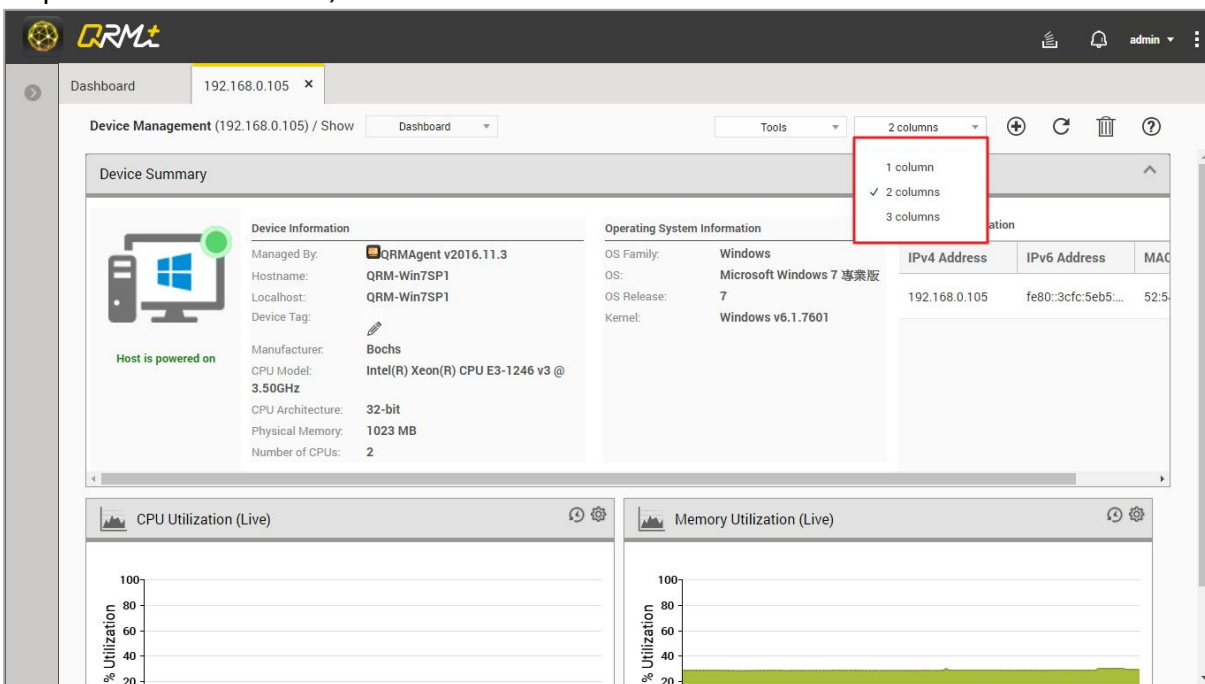 QRM+
admin
Dashboard
192.168.0.105 ×
Device Management (192.168.0.105) / Show
Dashboard
Tools
2 columns
1 column
✓ 2 columns
3 columns
Device Summary
Host is powered on
Device Information
Managed By: QRMAgent v2016.11.3
Hostname: QRM-Win7SP1
Localhost: QRM-Win7SP1
Device Tag:
Manufacturer: Bochs
CPU Model: Intel(R) Xeon(R) CPU E3-1246 v3 @
3.50GHz
CPU Architecture: 32-bit
Physical Memory: 1023 MB
Number of CPUs: 2
Operating System Information
OS Family: Windows
OS: Microsoft Windows 7 專業版
OS Release: 7
Kernel: Windows v6.1.7601
ation
IPv4 Address IPv6 Address MAC
192.168.0.105 fe80::3cfc:5eb5:... 52:5
CPU Utilization (Live)
100
80
60
40
20
% Utilization
Memory Utilization (Live)
100
80
60
40
20
% Utilization